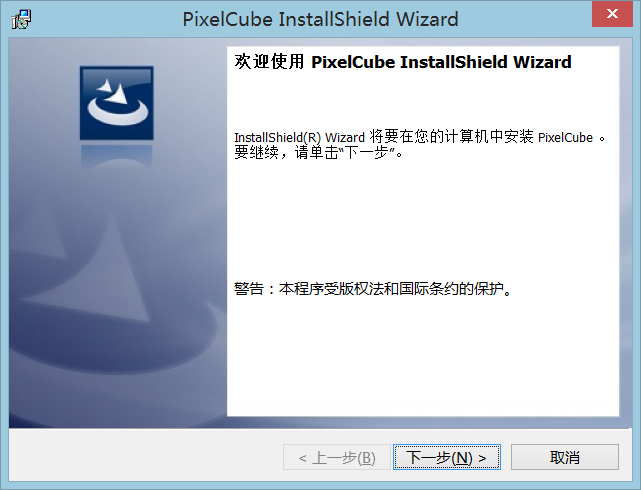 PixelCube InstallShield Wizard
欢迎使用 PixelCube InstallShield Wizard
InstallShield(R) Wizard 将要在您的计算机中安装 PixelCube 。
要继续，请单击“下一步”。
警告：本程序受版权法和国际条约的保护。
< 上一步(B)
下一步(N) >
取消